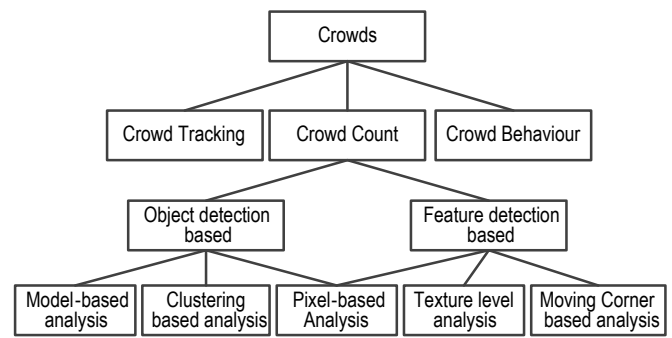 Crowds
Crowd Tracking
Crowd Count
Crowd Behaviour
Object detection
based
Feature detection
based
Model-based
analysis
Clustering
based analysis
Pixel-based
Analysis
Texture level
analysis
Moving Corner
based analysis